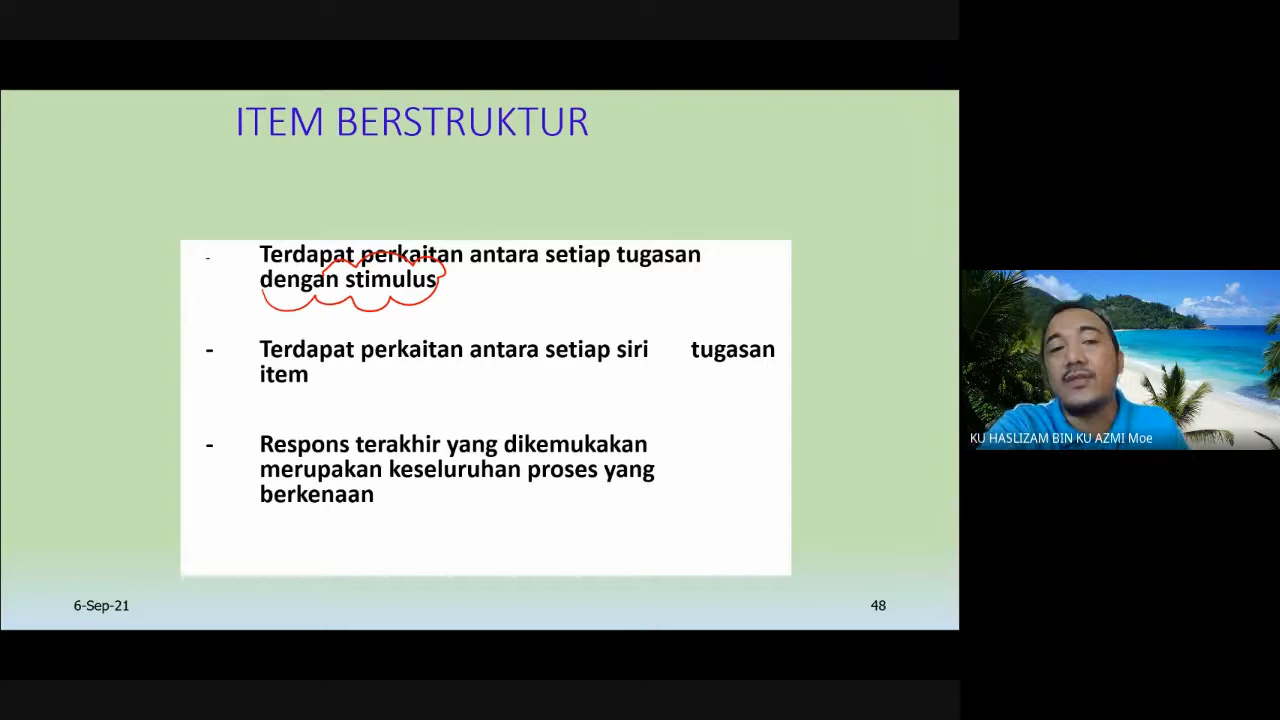 ITEM BERSTRUKTUR
- Terdapat perkaitan antara setiap tugasan
dengan stimulus
- Terdapat perkaitan antara setiap siri tugasan
item
- Respons terakhir yang dikemukakan
merupakan keseluruhan proses yang
berkenaan
6-Sep-21
48
KU HASLIZAM BIN KU AZMI Moe